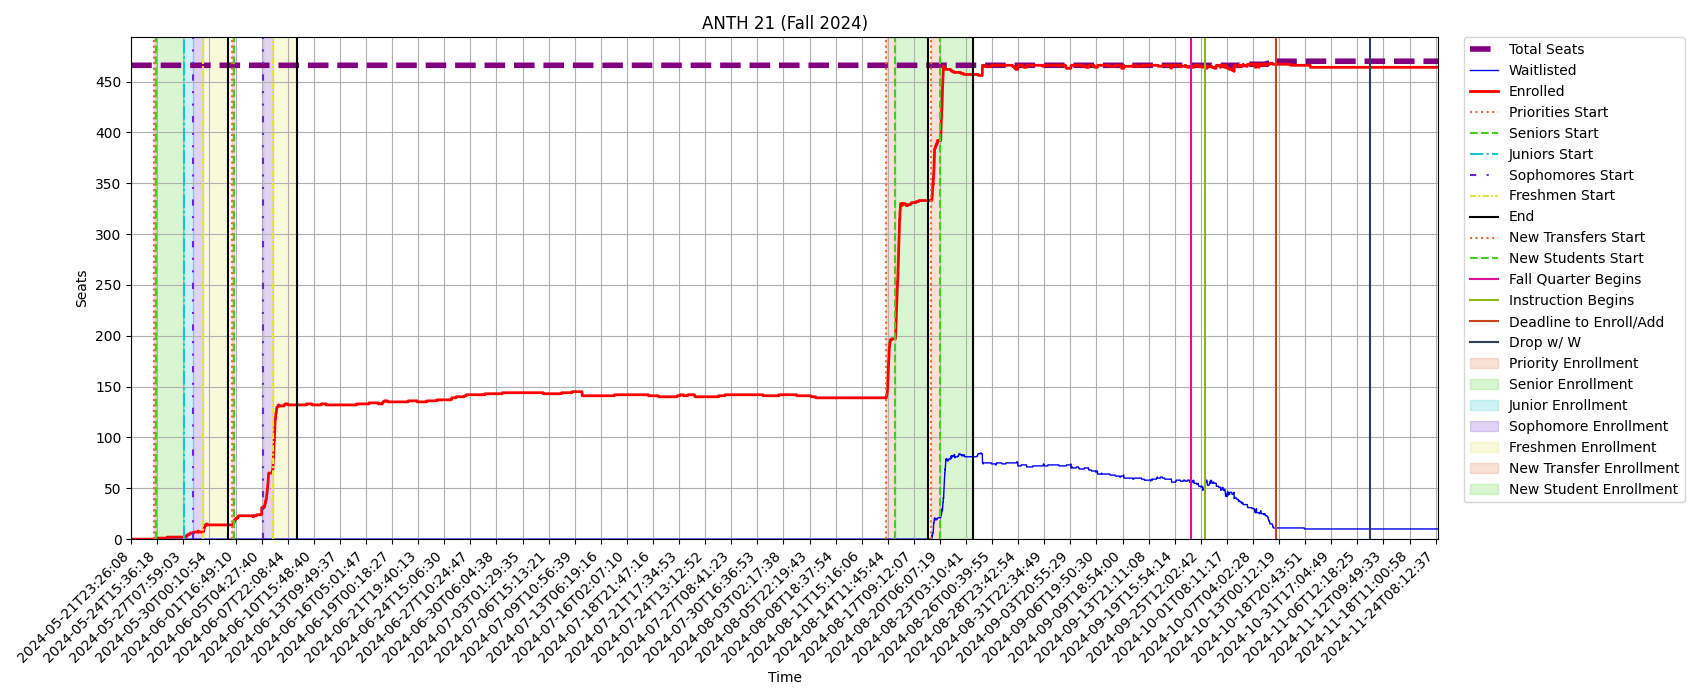 ANTH 21 (Fall 2024)
Seats
450
400
350
300
250
200
150
100
50
0
2024-05-21T23:26:08
2024-05-24T15:36:18
2024-05-27T07:59:03
2024-05-30T00:10:54
2024-06-01T16:49:10
2024-06-05T04:27:40
2024-06-07T22:08:44
2024-06-10T15:48:40
2024-06-13T09:49:37
2024-06-16T05:01:47
2024-06-19T00:18:27
2024-06-21T19:40:13
2024-06-24T15:06:30
2024-06-27T10:24:47
2024-06-30T06:04:38
2024-07-03T01:29:35
2024-07-06T15:13:21
2024-07-09T10:56:39
2024-07-13T06:19:16
2024-07-16T02:07:10
2024-07-18T21:47:16
2024-07-21T17:34:53
2024-07-24T13:12:52
2024-07-27T08:41:23
2024-07-30T16:36:53
2024-08-03T02:17:38
2024-08-05T22:19:43
2024-08-08T18:37:54
2024-08-11T15:16:06
2024-08-14T11:45:44
2024-08-17T09:12:07
2024-08-20T06:07:19
2024-08-23T03:10:41
2024-08-26T00:39:55
2024-08-28T23:42:54
2024-08-31T22:34:49
2024-09-03T20:55:29
2024-09-06T19:50:30
2024-09-09T18:54:00
2024-09-13T21:11:08
2024-09-19T15:54:14
2024-09-25T12:02:42
2024-10-01T08:11:17
2024-10-07T04:02:28
2024-10-13T00:12:19
2024-10-18T20:43:51
2024-10-31T17:04:49
2024-11-06T12:18:25
2024-11-12T09:49:33
2024-11-18T11:00:58
2024-11-24T08:12:37
Time
Total Seats
Waitlisted
Enrolled
Priorities Start
Seniors Start
Juniors Start
Sophomores Start
Freshmen Start
End
New Transfers Start
New Students Start
Fall Quarter Begins
Instruction Begins
Deadline to Enroll/Add
Drop w/ W
Priority Enrollment
Senior Enrollment
Junior Enrollment
Sophomore Enrollment
Freshmen Enrollment
New Transfer Enrollment
New Student Enrollment